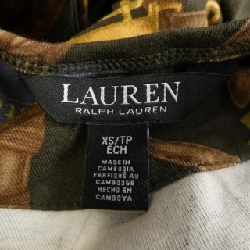 LAUREN
RALPH LAUREN
XS/TP
ECH
MADE IN
CAMBODIA
FABRIQUÉ AU
CAMBODGE
HECHO EN
CAMBOYA